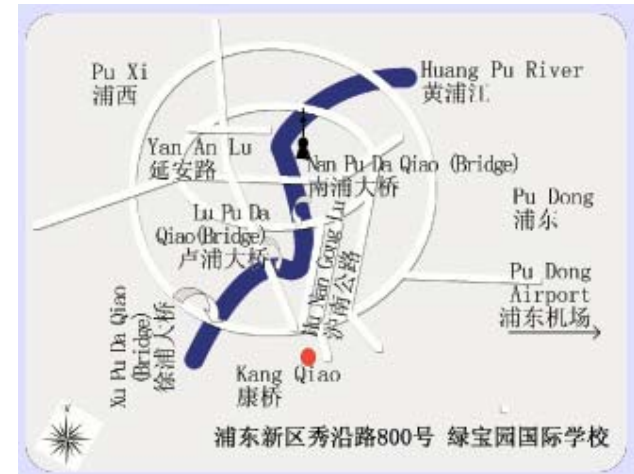 Pu Xi
浦西
Huang Pu River
黄浦江
Yan An Lu
延安路
Nan Pu Da Qiao (Bridge)
南浦大桥
Lu Pu Da
Qiao(Bridge)
卢浦大桥
Hu Nan Gong Lu
沪南公路
Pu Dong
浦东
Pu Dong
Airport
浦东机场
Xu Pu Da Qiao
(Bridge)
徐浦大桥
Kang Qiao
康桥
浦东新区秀沿路800号 绿宝园国际学校